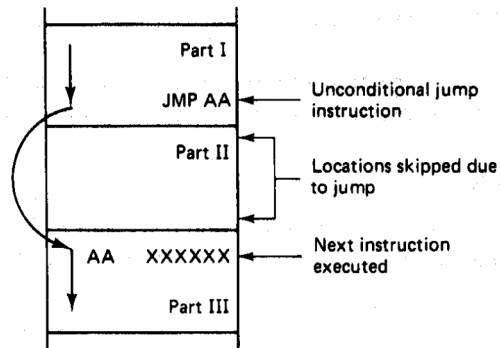 Part I
JMP AA
Unconditional jump
instruction
Part II
Locations skipped due
to jump
AA XXXXXX
Next instruction
executed
Part III